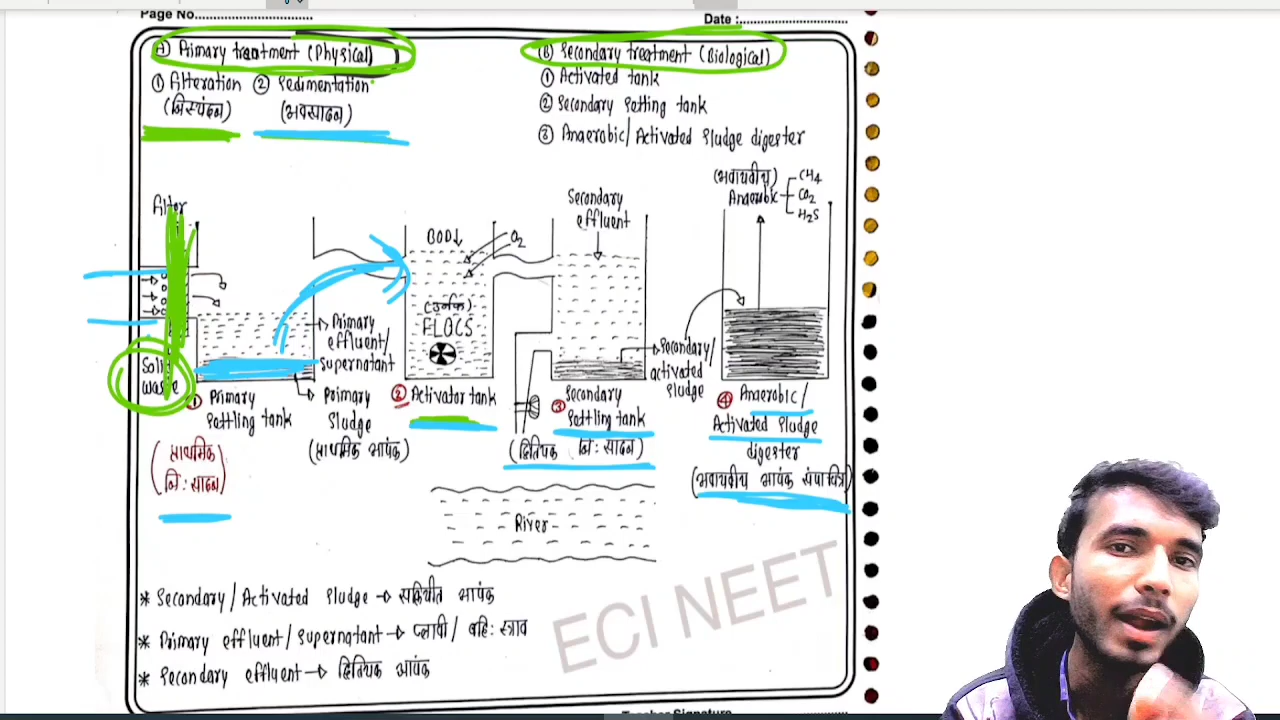 Page No...............................
Date :..............................
Ⓐ Primary treatment (Physical)
① Filteration ② Sedimentation
(निस्यंदन) (अवसादन)
Ⓑ Secondary treatment (Biological)
① Activated tank
② Secondary Settling tank
③ Anaerobic/Activated Sludge digester
Filter
Solid
waste
Primary
effluent/
Supernatant
① Primary
Settling tank
(प्राथमिक
नि: सादन)
Primary
Sludge
(प्राथमिक आपंक)
BOD↓
O2
FLOCS
② Activator tank
Secondary
effluent
Secondary/
activated
Sludge
③ Secondary
Settling tank
(द्वितियक नि: सादन)
(अवायवीय)
Anaerobic
CH4
CO2
H2S
④ Anaerobic/
Activated Sludge
digester
(अवायवीय आपंक संपाचित्र)
River
* Secondary/Activated Sludge → सक्रियीत आपंक
* Primary effluent/Supernatant → प्लावी/ बहि: स्त्राव
* Secondary effluent → द्वितियक आपंक
ECI NEET